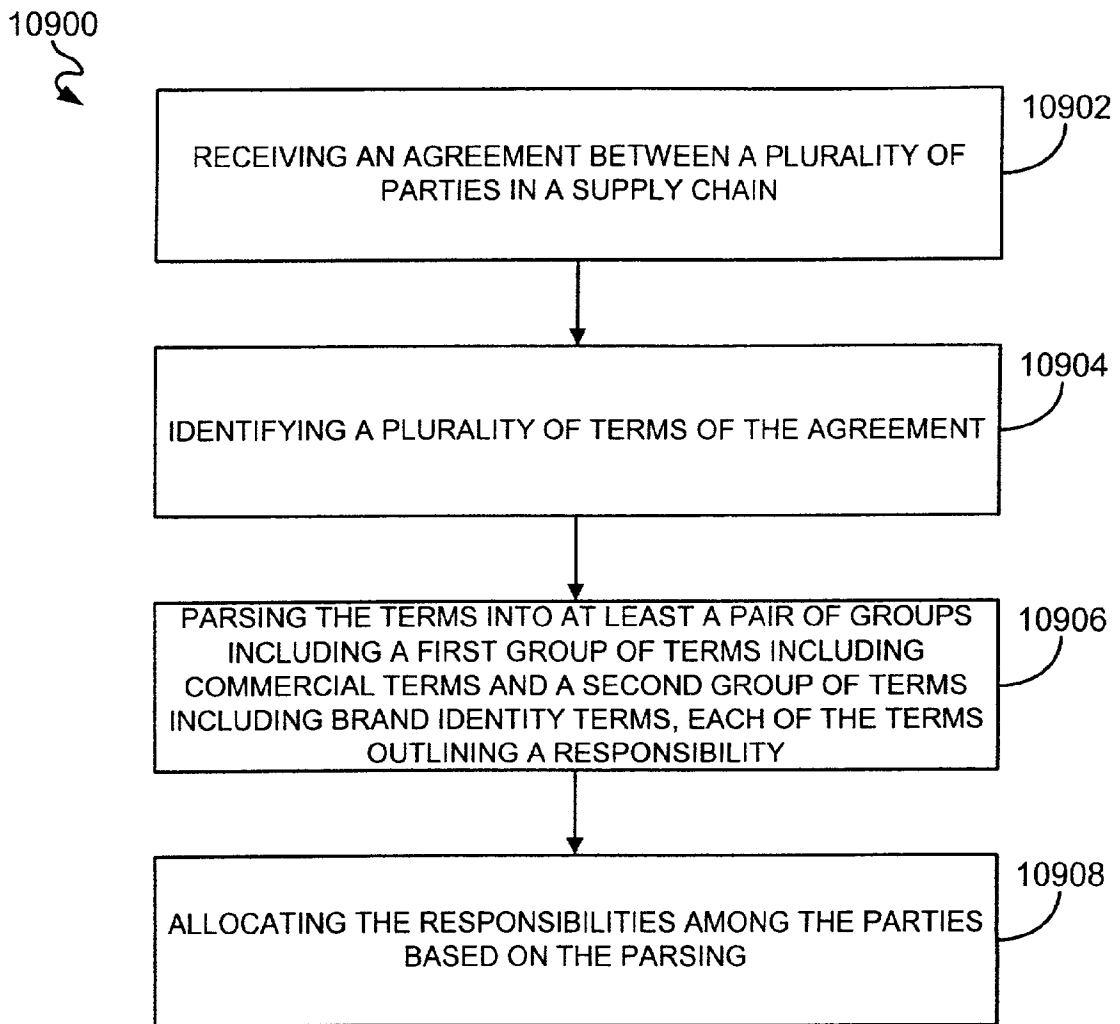 10900
10902
RECEIVING AN AGREEMENT BETWEEN A PLURALITY OF
PARTIES IN A SUPPLY CHAIN
10904
IDENTIFYING A PLURALITY OF TERMS OF THE AGREEMENT
10906
PARSING THE TERMS INTO AT LEAST A PAIR OF GROUPS
INCLUDING A FIRST GROUP OF TERMS INCLUDING
COMMERCIAL TERMS AND A SECOND GROUP OF TERMS
INCLUDING BRAND IDENTITY TERMS, EACH OF THE TERMS
OUTLINING A RESPONSIBILITY
10908
ALLOCATING THE RESPONSIBILITIES AMONG THE PARTIES
BASED ON THE PARSING